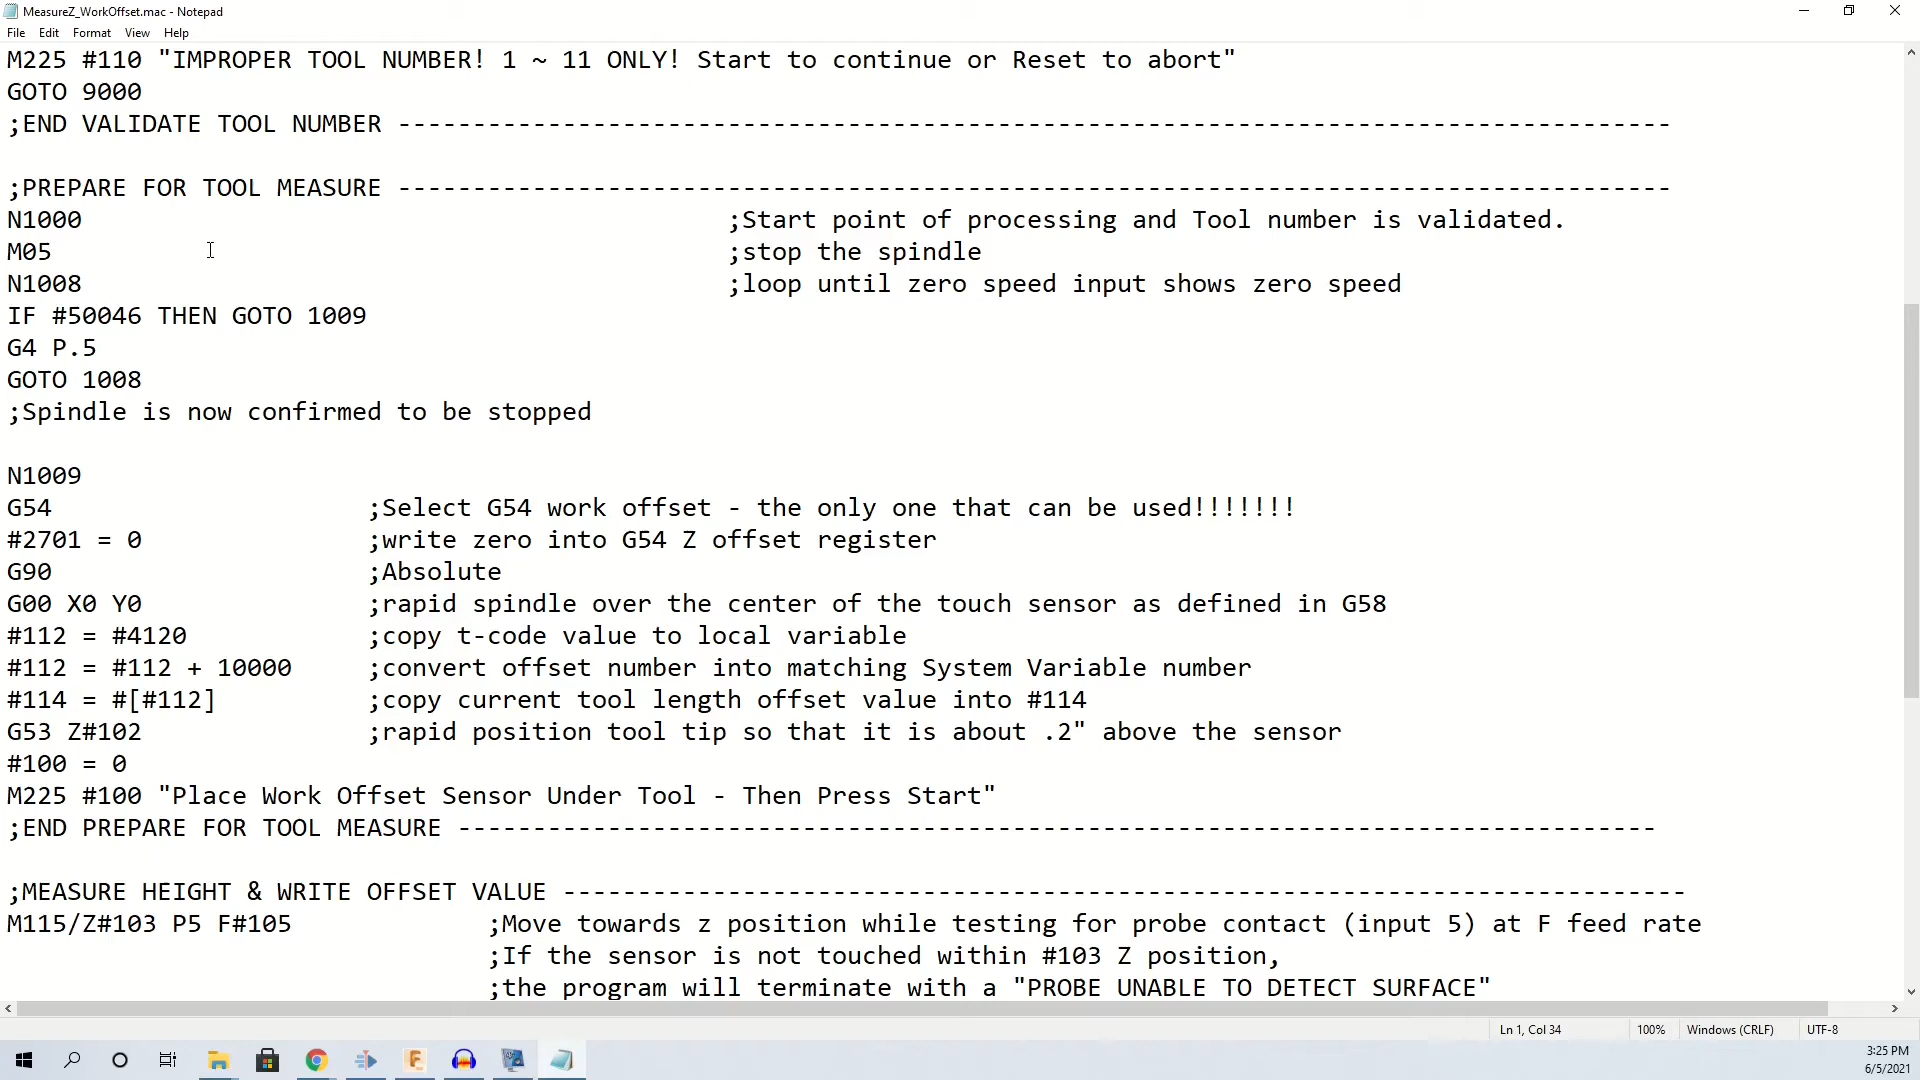 MeasureZ_WorkOffset.mac - Notepad
File Edit Format View Help
M225 #110 "IMPROPER TOOL NUMBER! 1 ~ 11 ONLY! Start to continue or Reset to abort"
GOTO 9000
;END VALIDATE TOOL NUMBER -------------------------------------------------------------------------------------
;PREPARE FOR TOOL MEASURE -------------------------------------------------------------------------------------
N1000 ;Start point of processing and Tool number is validated.
M05 ;stop the spindle
N1008 ;loop until zero speed input shows zero speed
IF #50046 THEN GOTO 1009
G4 P.5
GOTO 1008
;Spindle is now confirmed to be stopped
N1009
G54 ;Select G54 work offset - the only one that can be used!!!!!!!
#2701 = 0 ;write zero into G54 Z offset register
G90 ;Absolute
G00 X0 Y0 ;rapid spindle over the center of the touch sensor as defined in G58
#112 = #4120 ;copy t-code value to local variable
#112 = #112 + 10000 ;convert offset number into matching System Variable number
#114 = #[#112] ;copy current tool length offset value into #114
G53 Z#102 ;rapid position tool tip so that it is about .2" above the sensor
#100 = 0
M225 #100 "Place Work Offset Sensor Under Tool - Then Press Start"
;END PREPARE FOR TOOL MEASURE --------------------------------------------------------------------------------
;MEASURE HEIGHT & WRITE OFFSET VALUE ---------------------------------------------------------------------------
M115/Z#103 P5 F#105 ;Move towards z position while testing for probe contact (input 5) at F feed rate
;If the sensor is not touched within #103 Z position,
;the program will terminate with a "PROBE UNABLE TO DETECT SURFACE"
Ln 1, Col 34 100% Windows (CRLF) UTF-8
3:25 PM
6/5/2021